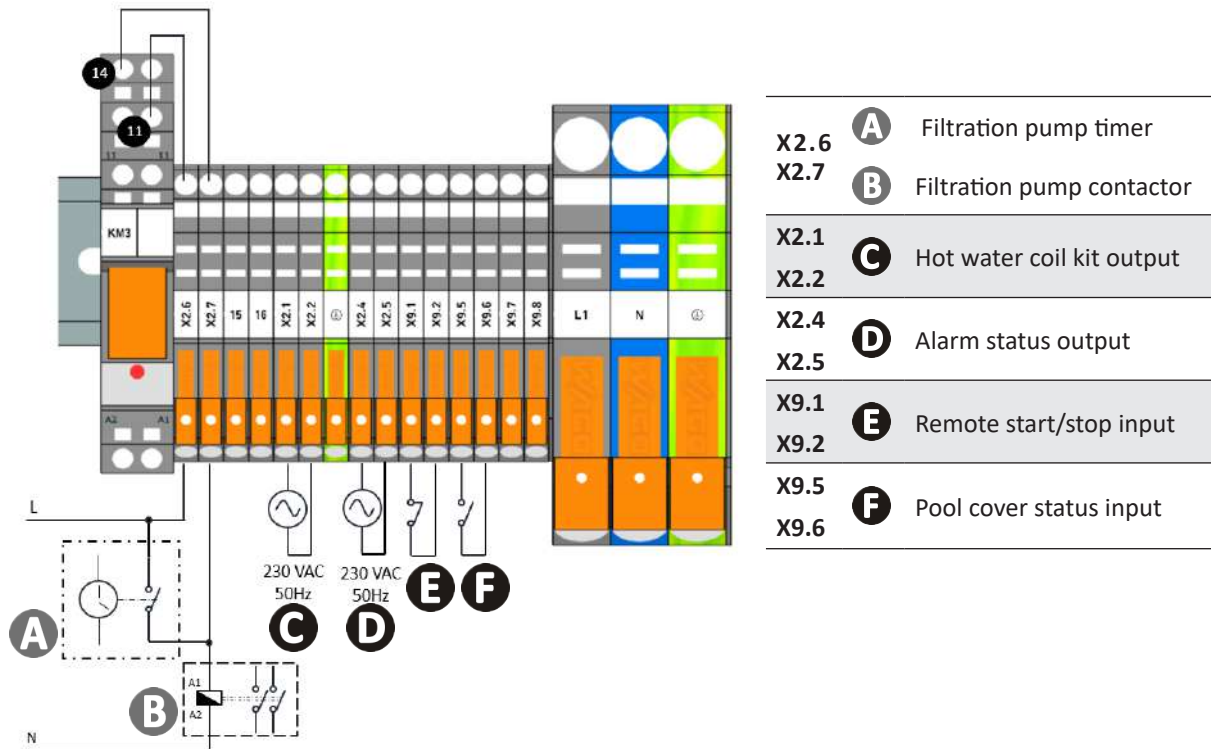 14
11
11 11
KM3
X2.6 X2.7 15 16 X2.1 X2.2 X2.4 X2.5 X9.1 X9.2 X9.5 X9.6 X9.7 X9.8
L1 N
A2 A1
L
230 VAC
50Hz
C
230 VAC
50Hz
D
E
F
A
B
A1
A2
N
X2.6
X2.7
A Filtration pump timer
B Filtration pump contactor
X2.1
X2.2
C Hot water coil kit output
X2.4
X2.5
D Alarm status output
X9.1
X9.2
E Remote start/stop input
X9.5
X9.6
F Pool cover status input